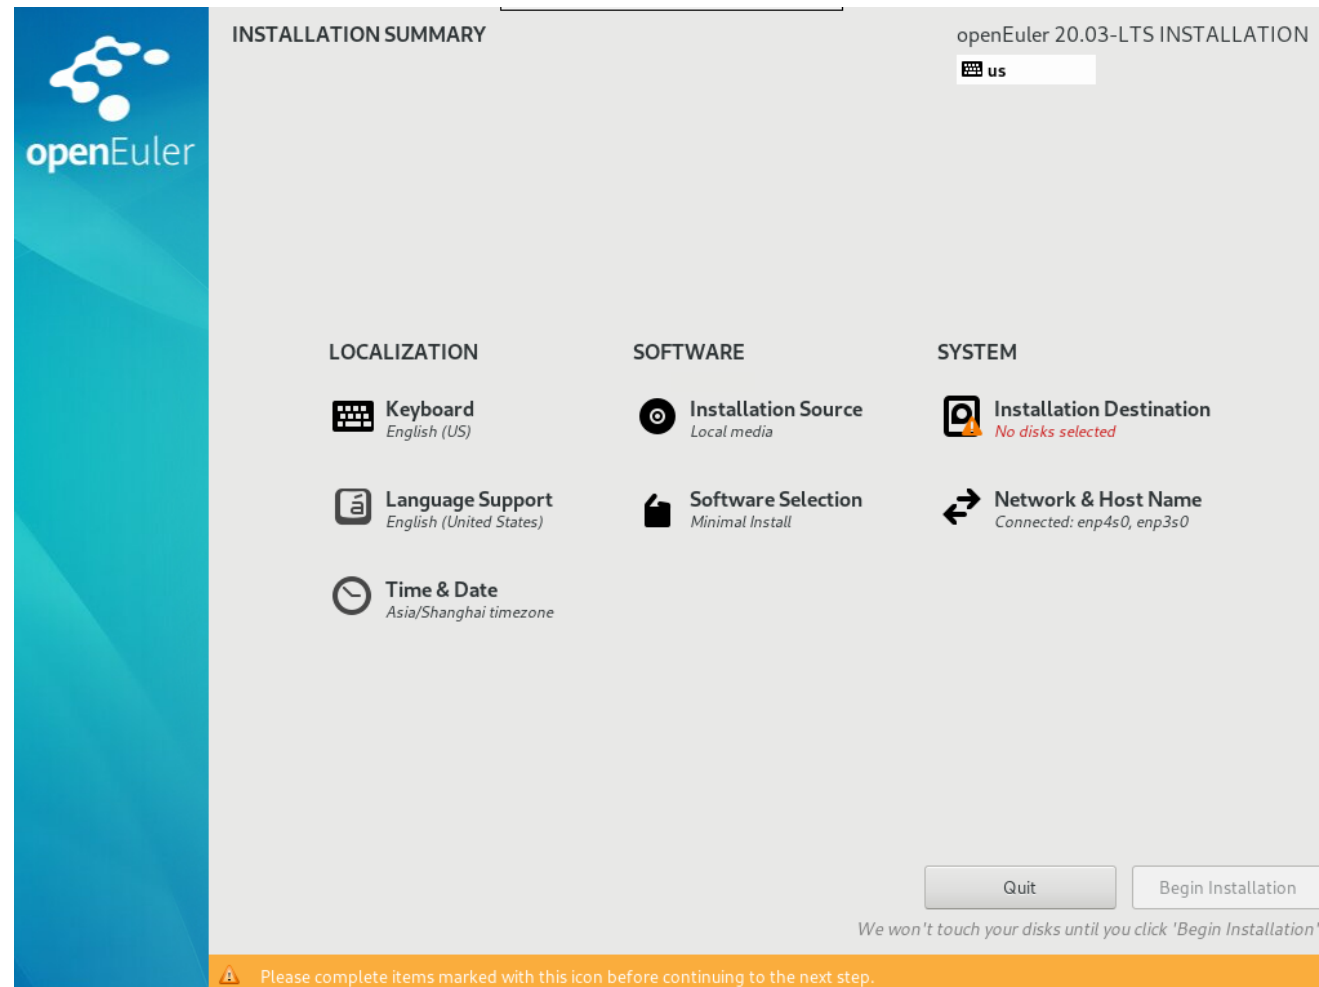 openEuler
INSTALLATION SUMMARY
openEuler 20.03-LTS INSTALLATION
us
LOCALIZATION
Keyboard
English (US)
Language Support
English (United States)
Time & Date
Asia/Shanghai timezone
SOFTWARE
Installation Source
Local media
Software Selection
Minimal Install
SYSTEM
Installation Destination
No disks selected
Network & Host Name
Connected: enp4s0, enp3s0
Quit
Begin Installation
We won't touch your disks until you click 'Begin Installation'
Please complete items marked with this icon before continuing to the next step.